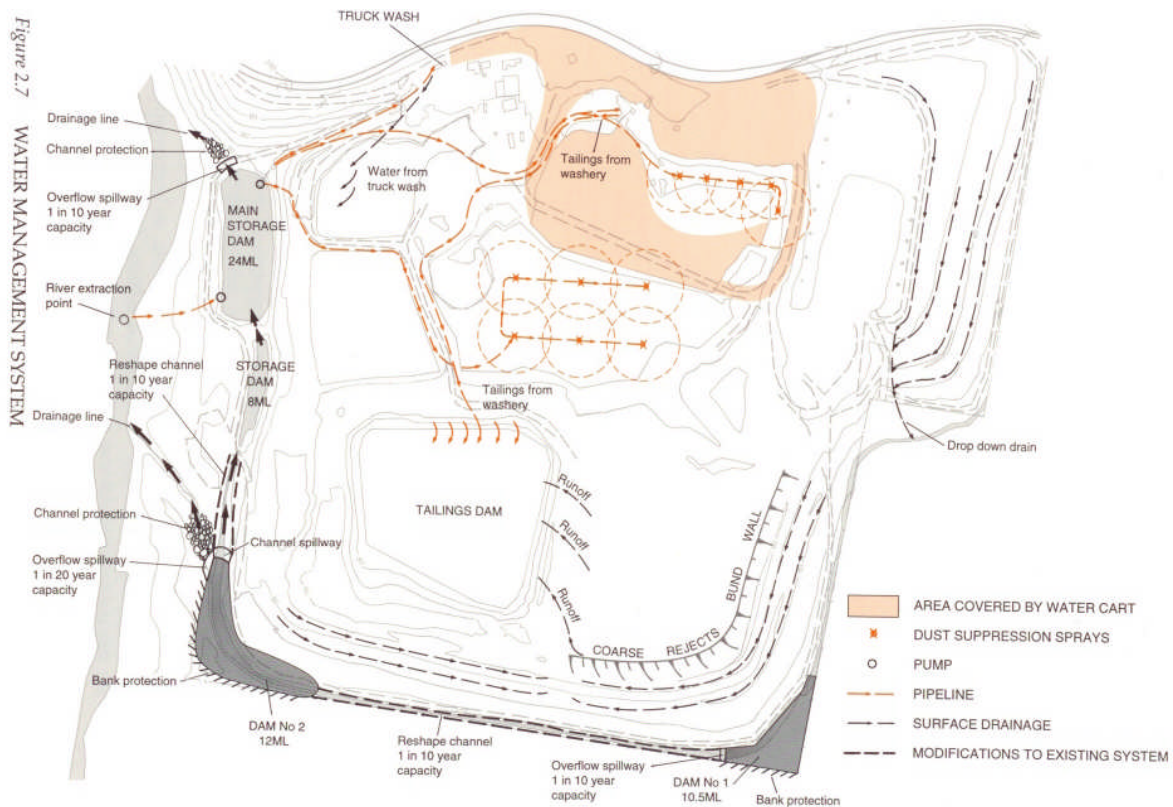 Figure 2.7 WATER MANAGEMENT SYSTEM
TRUCK WASH
Drainage line
Channel protection
Overflow spillway
1 in 10 year
capacity
MAIN
STORAGE
DAM
24ML
Water from
truck wash
Tailings from
washery
River extraction
point
Reshape channel
1 in 10 year
capacity
STORAGE
DAM
8ML
Drainage line
Tailings from
washery
Drop down drain
Channel protection
Channel spillway
Overflow spillway
1 in 20 year
capacity
TAILINGS DAM
Runoff
Runoff
Runoff
COARSE REJECTS
BUND WALL
Bank protection
DAM No 2
12ML
Reshape channel
1 in 10 year
capacity
Overflow spillway
1 in 10 year
capacity
DAM No 1
10.5ML
Bank protection
AREA COVERED BY WATER CART
DUST SUPPRESSION SPRAYS
PUMP
PIPELINE
SURFACE DRAINAGE
MODIFICATIONS TO EXISTING SYSTEM